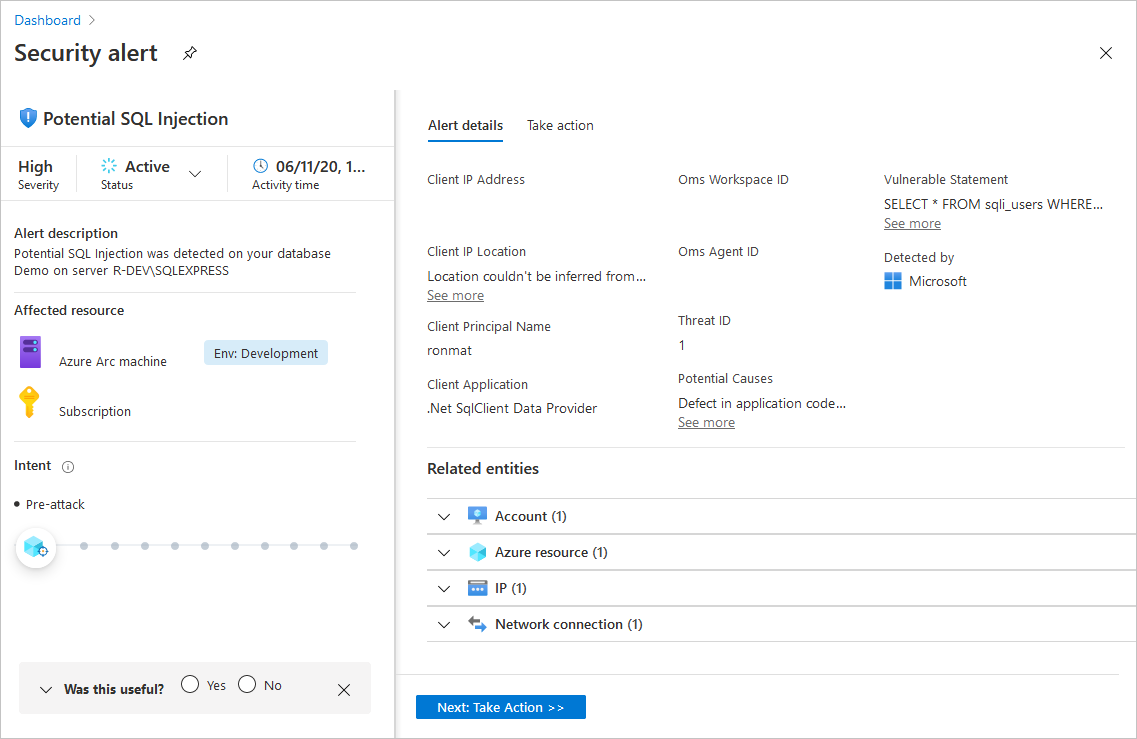 Dashboard
Security alert
Potential SQL Injection
High
Severity
Active
Status
06/11/20, 1...
Activity time
Alert description
Potential SQL Injection was detected on your database
Demo on server R-DEV\SQLEXPRESS
Affected resource
Azure Arc machine
Env: Development
Subscription
Intent
Pre-attack
Was this useful?
Yes
No
Alert details
Take action
Client IP Address
Client IP Location
Location couldn't be inferred from...
See more
Client Principal Name
ronmat
Client Application
.Net SqlClient Data Provider
Oms Workspace ID
Oms Agent ID
Threat ID
1
Potential Causes
Defect in application code...
See more
Vulnerable Statement
SELECT * FROM sqli_users WHERE...
See more
Detected by
Microsoft
Related entities
Account (1)
Azure resource (1)
IP (1)
Network connection (1)
Next: Take Action >>